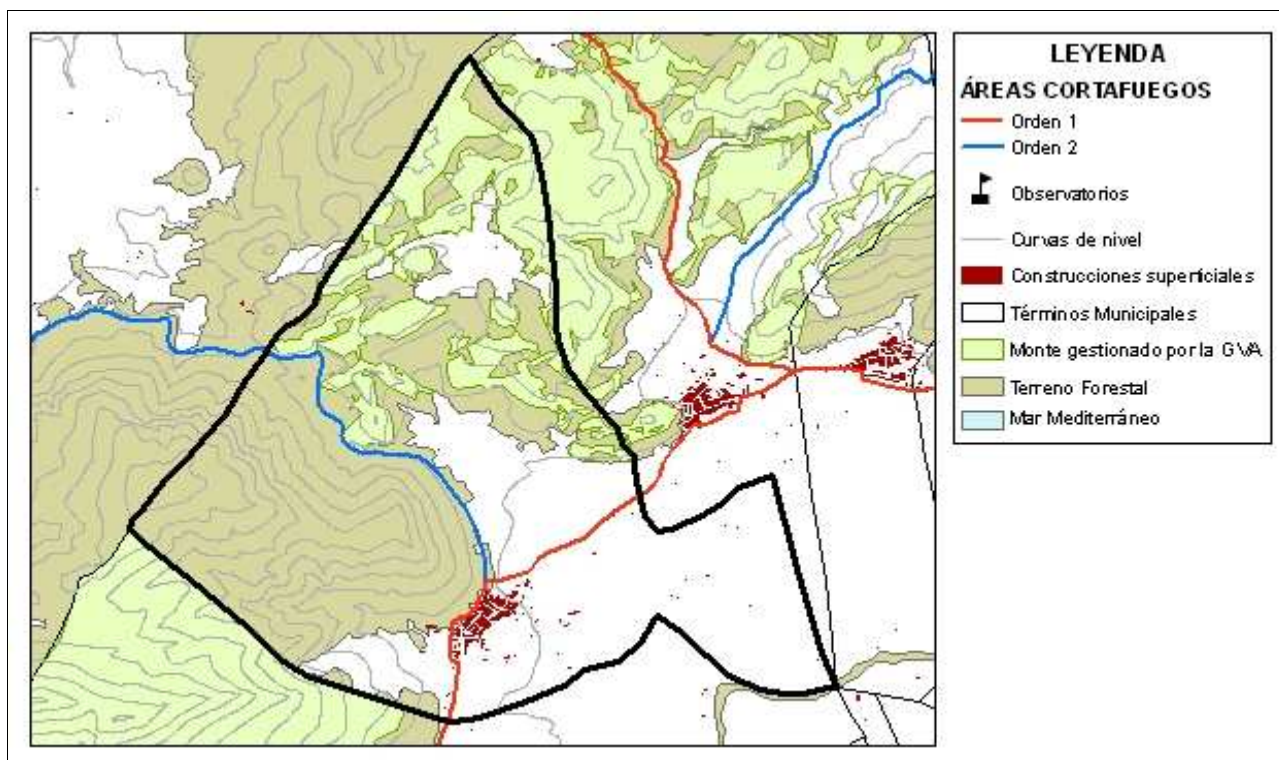 LEYENDA
ÁREAS CORTAFUEGOS
Orden 1
Orden 2
Observatorios
Curvas de nivel
Construcciones superficiales
Términos Municipales
Monte gestionado por la GVA
Terreno Forestal
Mar Mediterráneo